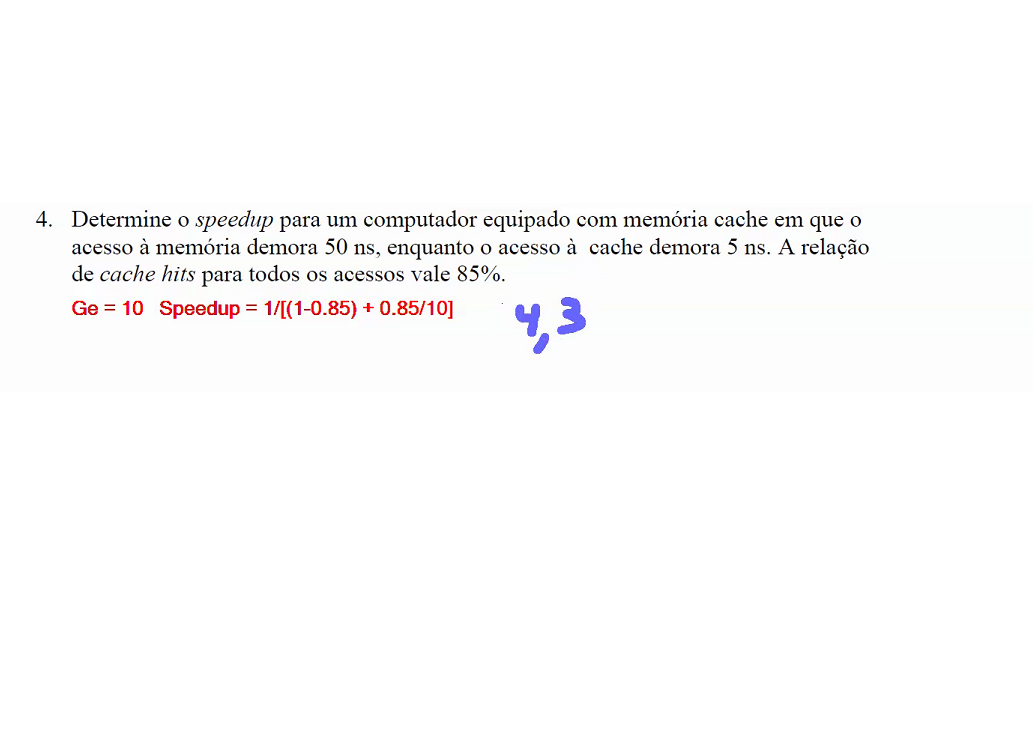 4. Determine o speedup para um computador equipado com memória cache em que o
acesso à memória demora 50 ns, enquanto o acesso à cache demora 5 ns. A relação
de cache hits para todos os acessos vale 85%.
Ge = 10 Speedup = 1/[(1-0.85) + 0.85/10] 4,3